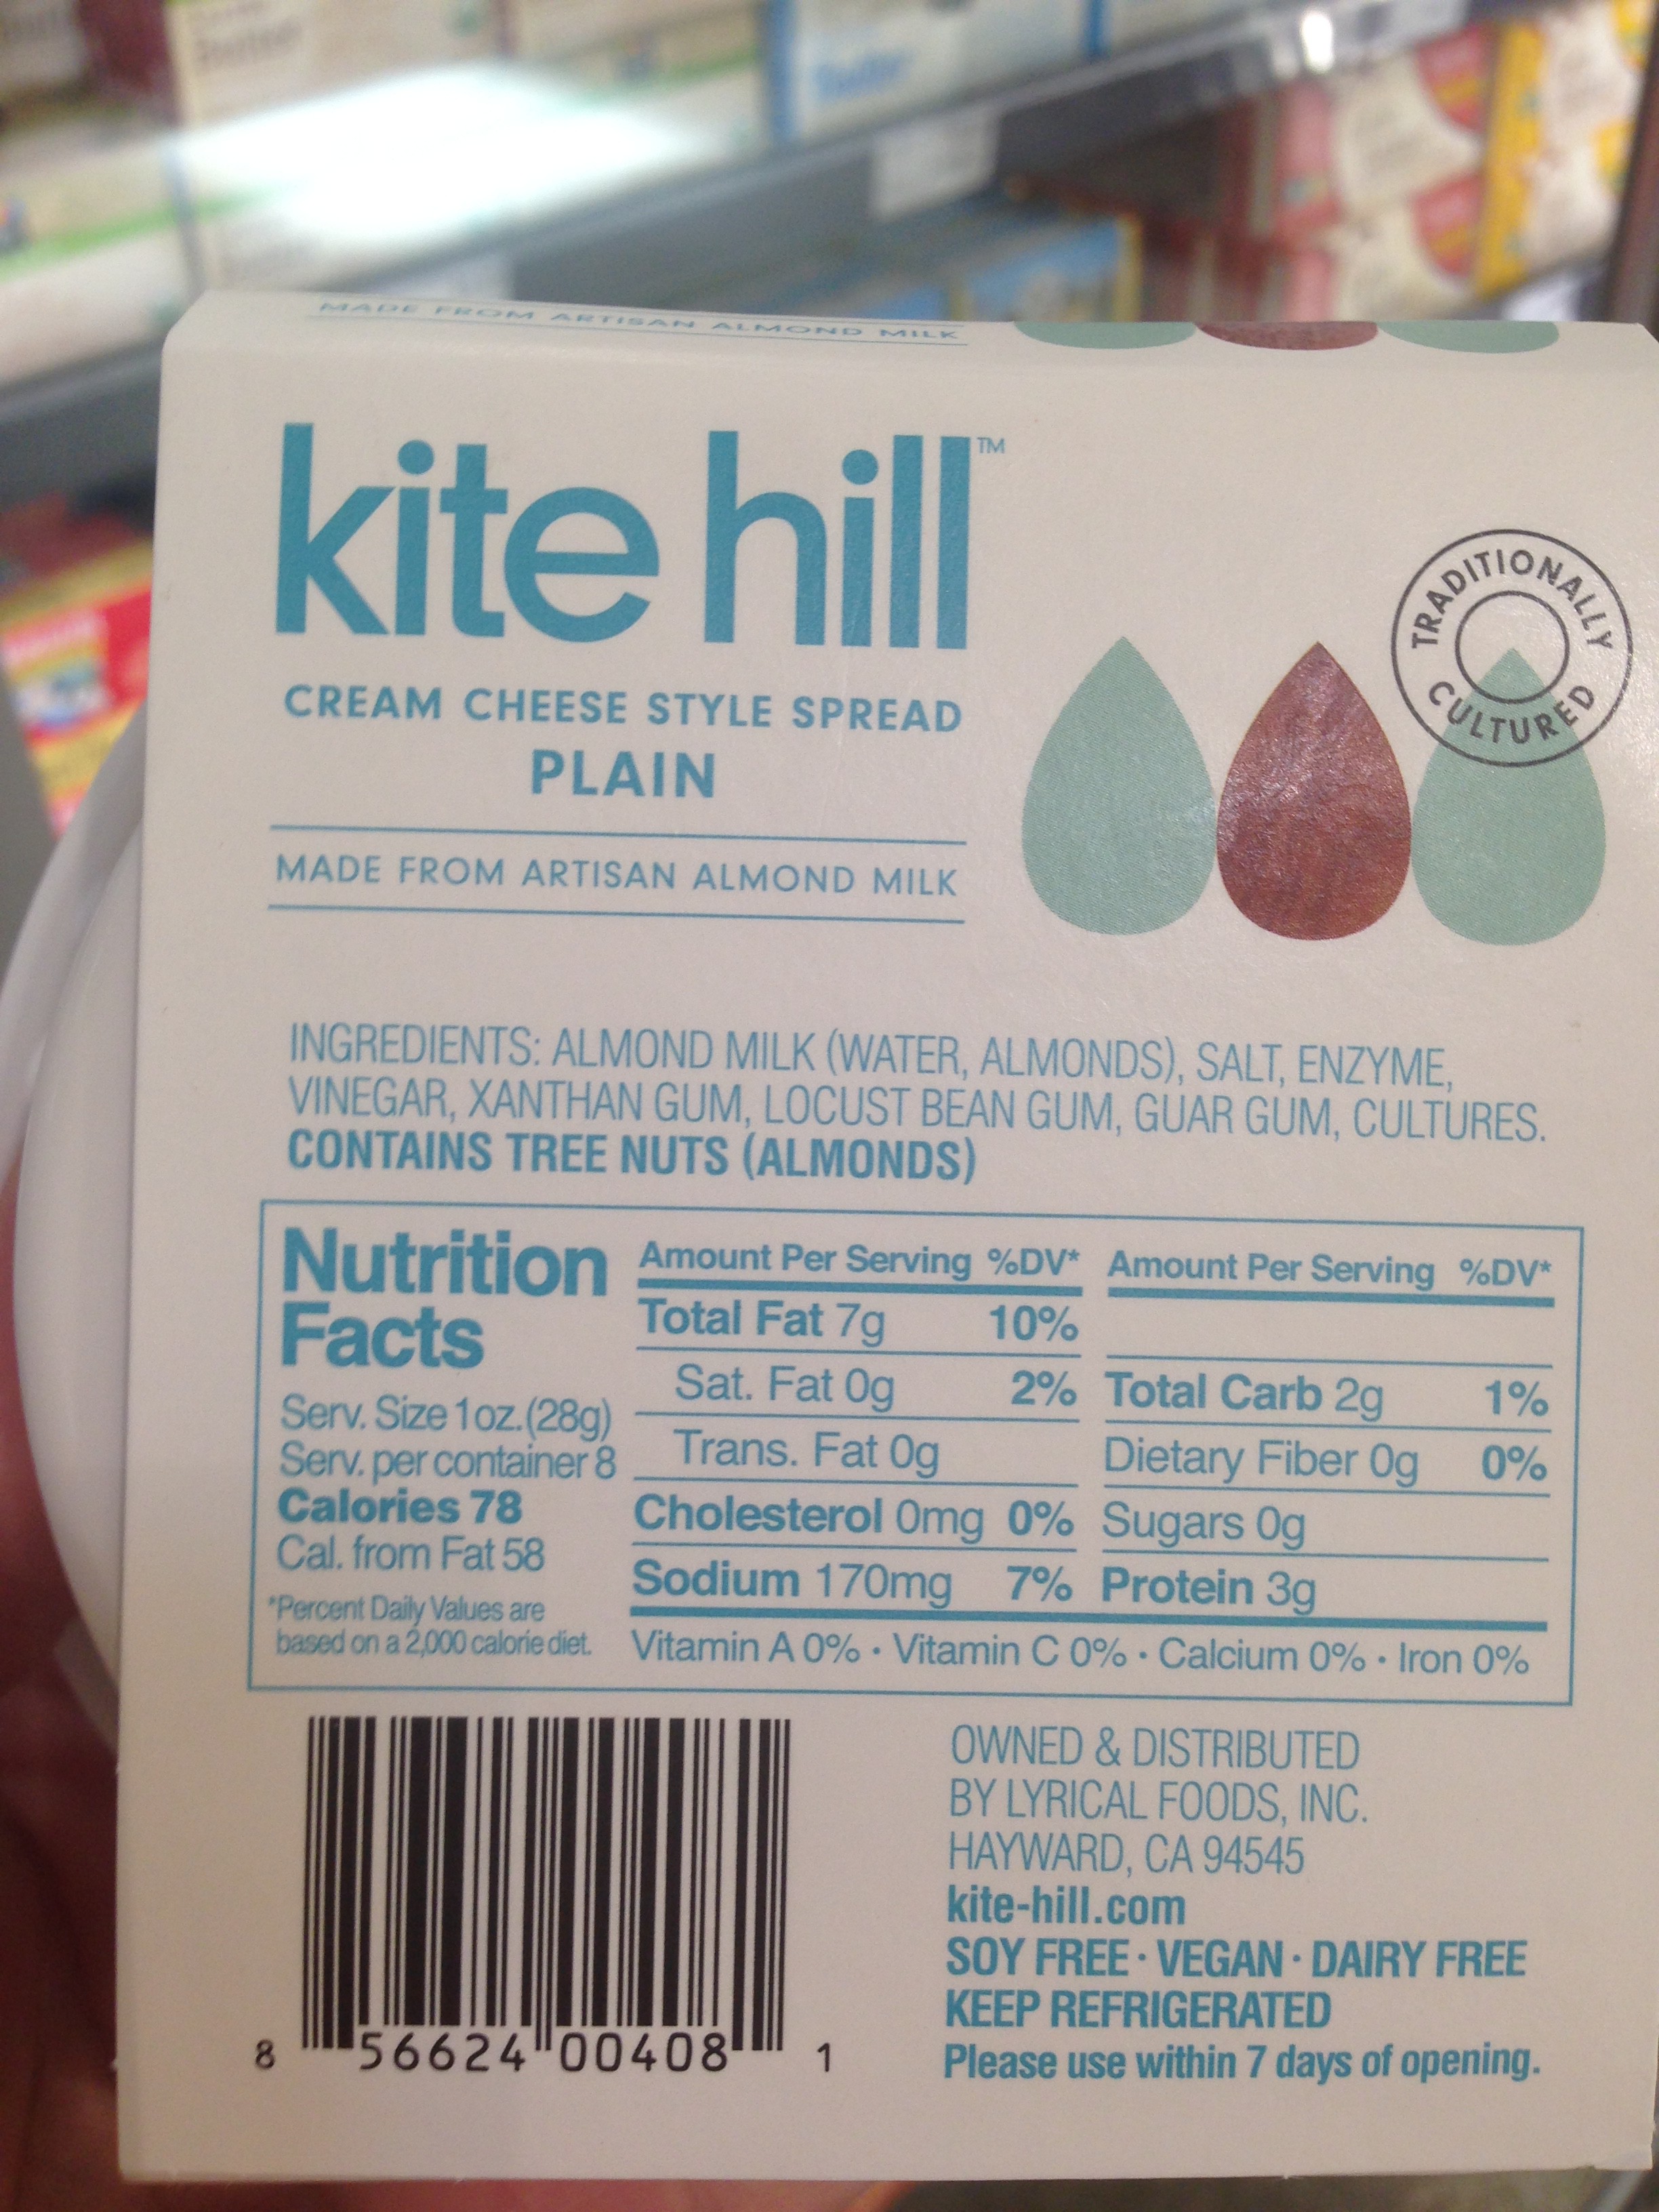 MADE FROM ARTISAN ALMOND MILK
kite hill™
CREAM CHEESE STYLE SPREAD
PLAIN
MADE FROM ARTISAN ALMOND MILK
TRADITIONALLY
CULTURED
INGREDIENTS: ALMOND MILK (WATER, ALMONDS), SALT, ENZYME,
VINEGAR, XANTHAN GUM, LOCUST BEAN GUM, GUAR GUM, CULTURES.
CONTAINS TREE NUTS (ALMONDS)
Nutrition
Facts
Serv. Size 1oz.(28g)
Serv. per container 8
Calories 78
Cal. from Fat 58
*Percent Daily Values are
based on a 2,000 calorie diet.
Amount Per Serving %DV*
Total Fat 7g 10%
Sat. Fat 0g 2%
Trans. Fat 0g
Cholesterol 0mg 0%
Sodium 170mg 7%
Amount Per Serving %DV*
Total Carb 2g 1%
Dietary Fiber 0g 0%
Sugars 0g
Protein 3g
Vitamin A 0% · Vitamin C 0% · Calcium 0% · Iron 0%
8 56624 00408 1
OWNED & DISTRIBUTED
BY LYRICAL FOODS, INC.
HAYWARD, CA 94545
kite-hill.com
SOY FREE · VEGAN · DAIRY FREE
KEEP REFRIGERATED
Please use within 7 days of opening.